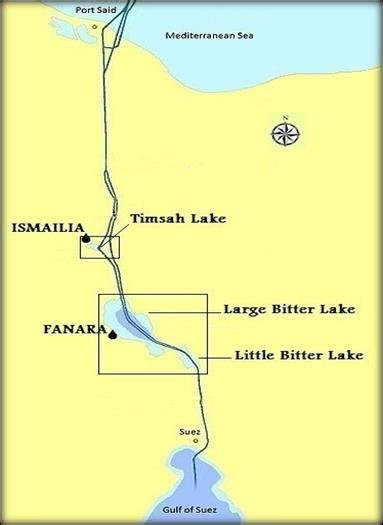 Port Said
Mediterranean Sea
Timsah Lake
ISMAILIA
Large Bitter Lake
FANARA
Little Bitter Lake
Suez
Gulf of Suez